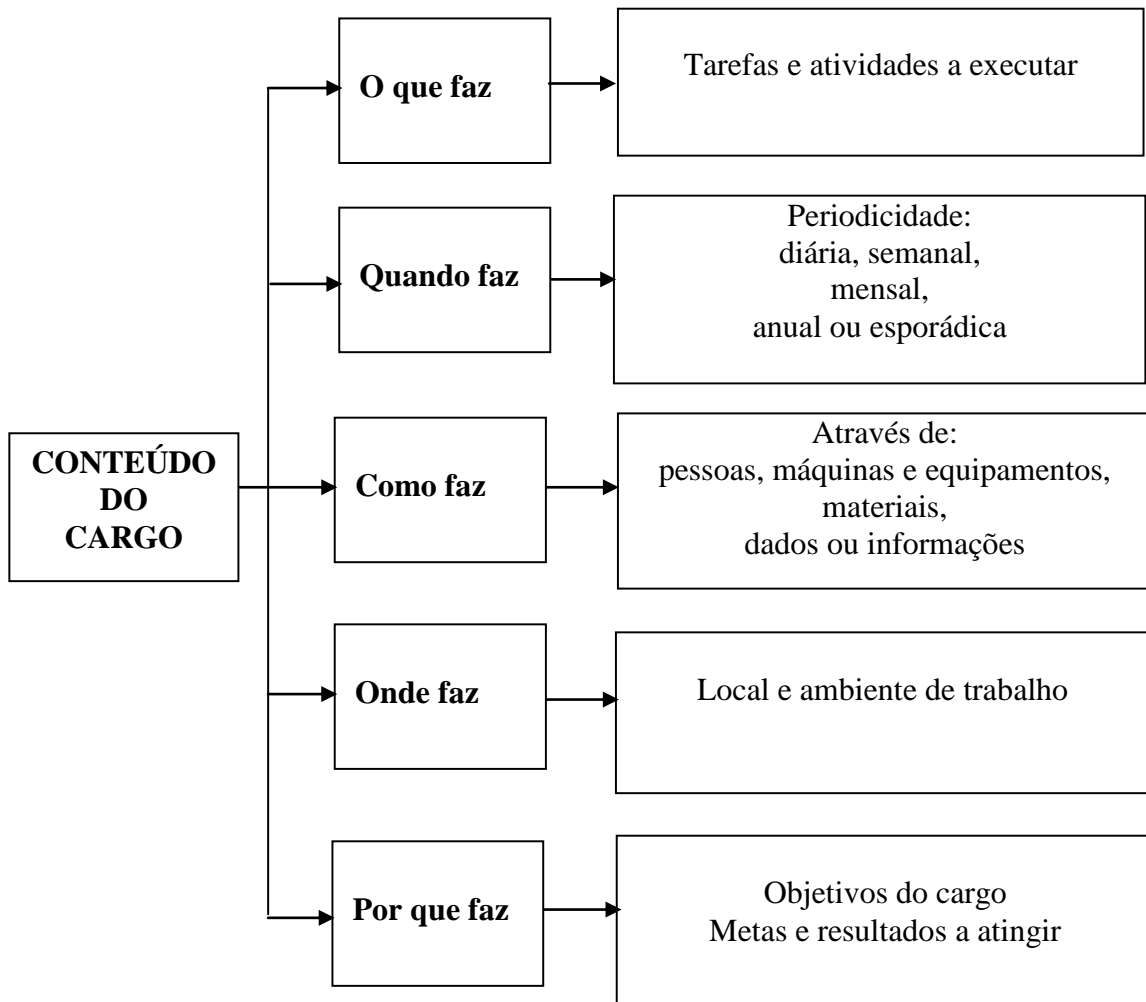 O que faz
Tarefas e atividades a executar
Quando faz
Periodicidade:
diária, semanal,
mensal,
anual ou esporádica
CONTEÚDO
DO
CARGO
Como faz
Através de:
pessoas, máquinas e equipamentos,
materiais,
dados ou informações
Onde faz
Local e ambiente de trabalho
Por que faz
Objetivos do cargo
Metas e resultados a atingir